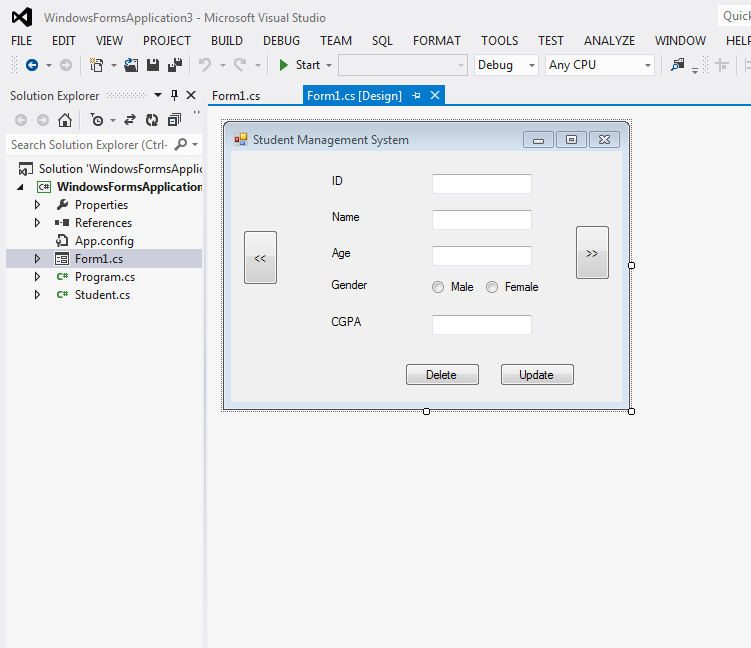 WindowsFormsApplication3 - Microsoft Visual Studio
Quick
FILE EDIT VIEW PROJECT BUILD DEBUG TEAM SQL FORMAT TOOLS TEST ANALYZE WINDOW HELP
Start Debug Any CPU
Solution Explorer
Form1.cs
Form1.cs [Design]
Search Solution Explorer (Ctrl-
Solution 'WindowsFormsApplic
C# WindowsFormsApplication
Properties
References
App.config
Form1.cs
C# Program.cs
C# Student.cs
Student Management System
ID
Name
Age
Gender
Male
Female
CGPA
<<
>>
Delete
Update